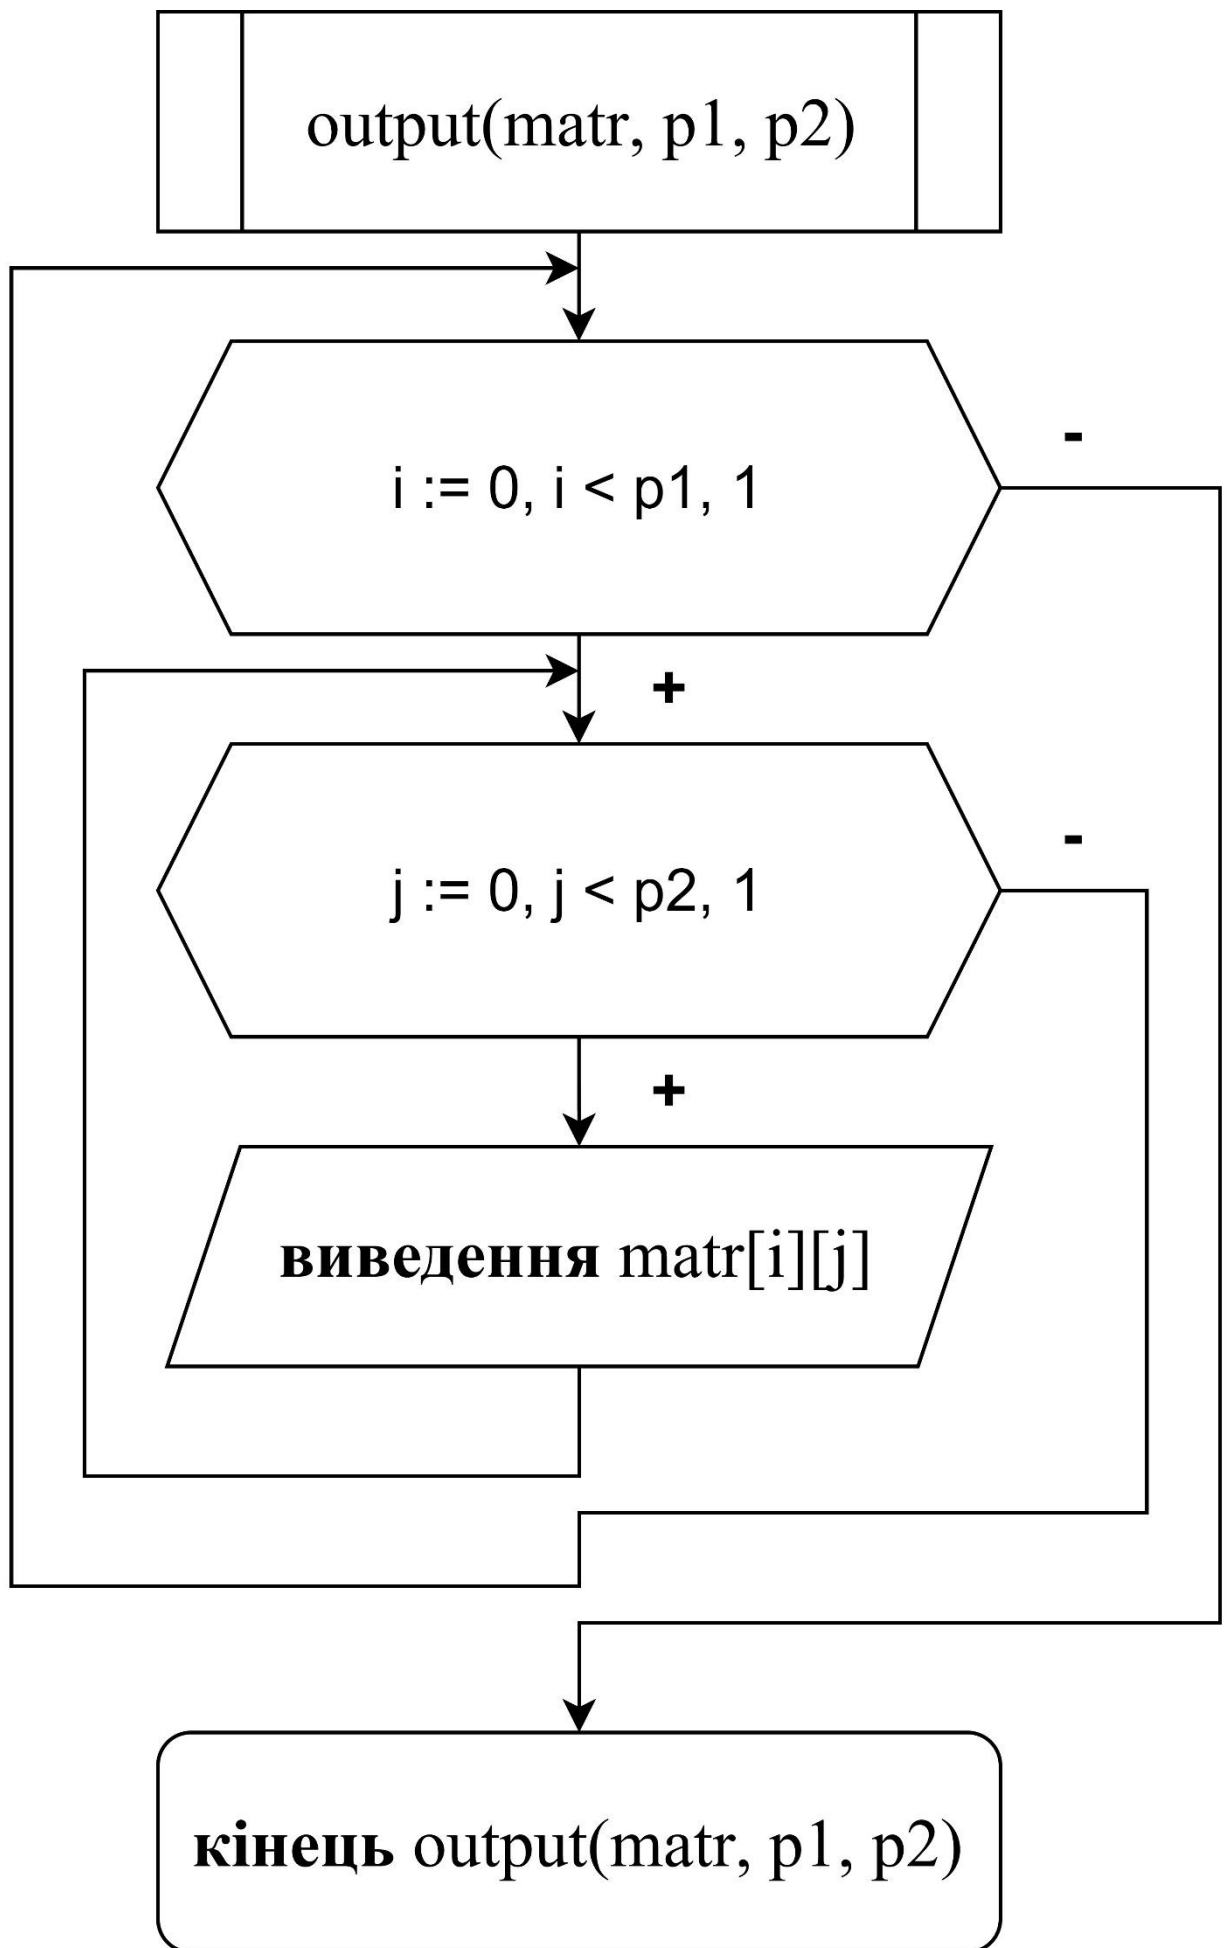 output(matr, p1, p2)
i := 0, i < p1, 1
-
+
j := 0, j < p2, 1
-
+
виведення matr[i][j]
кінець output(matr, p1, p2)